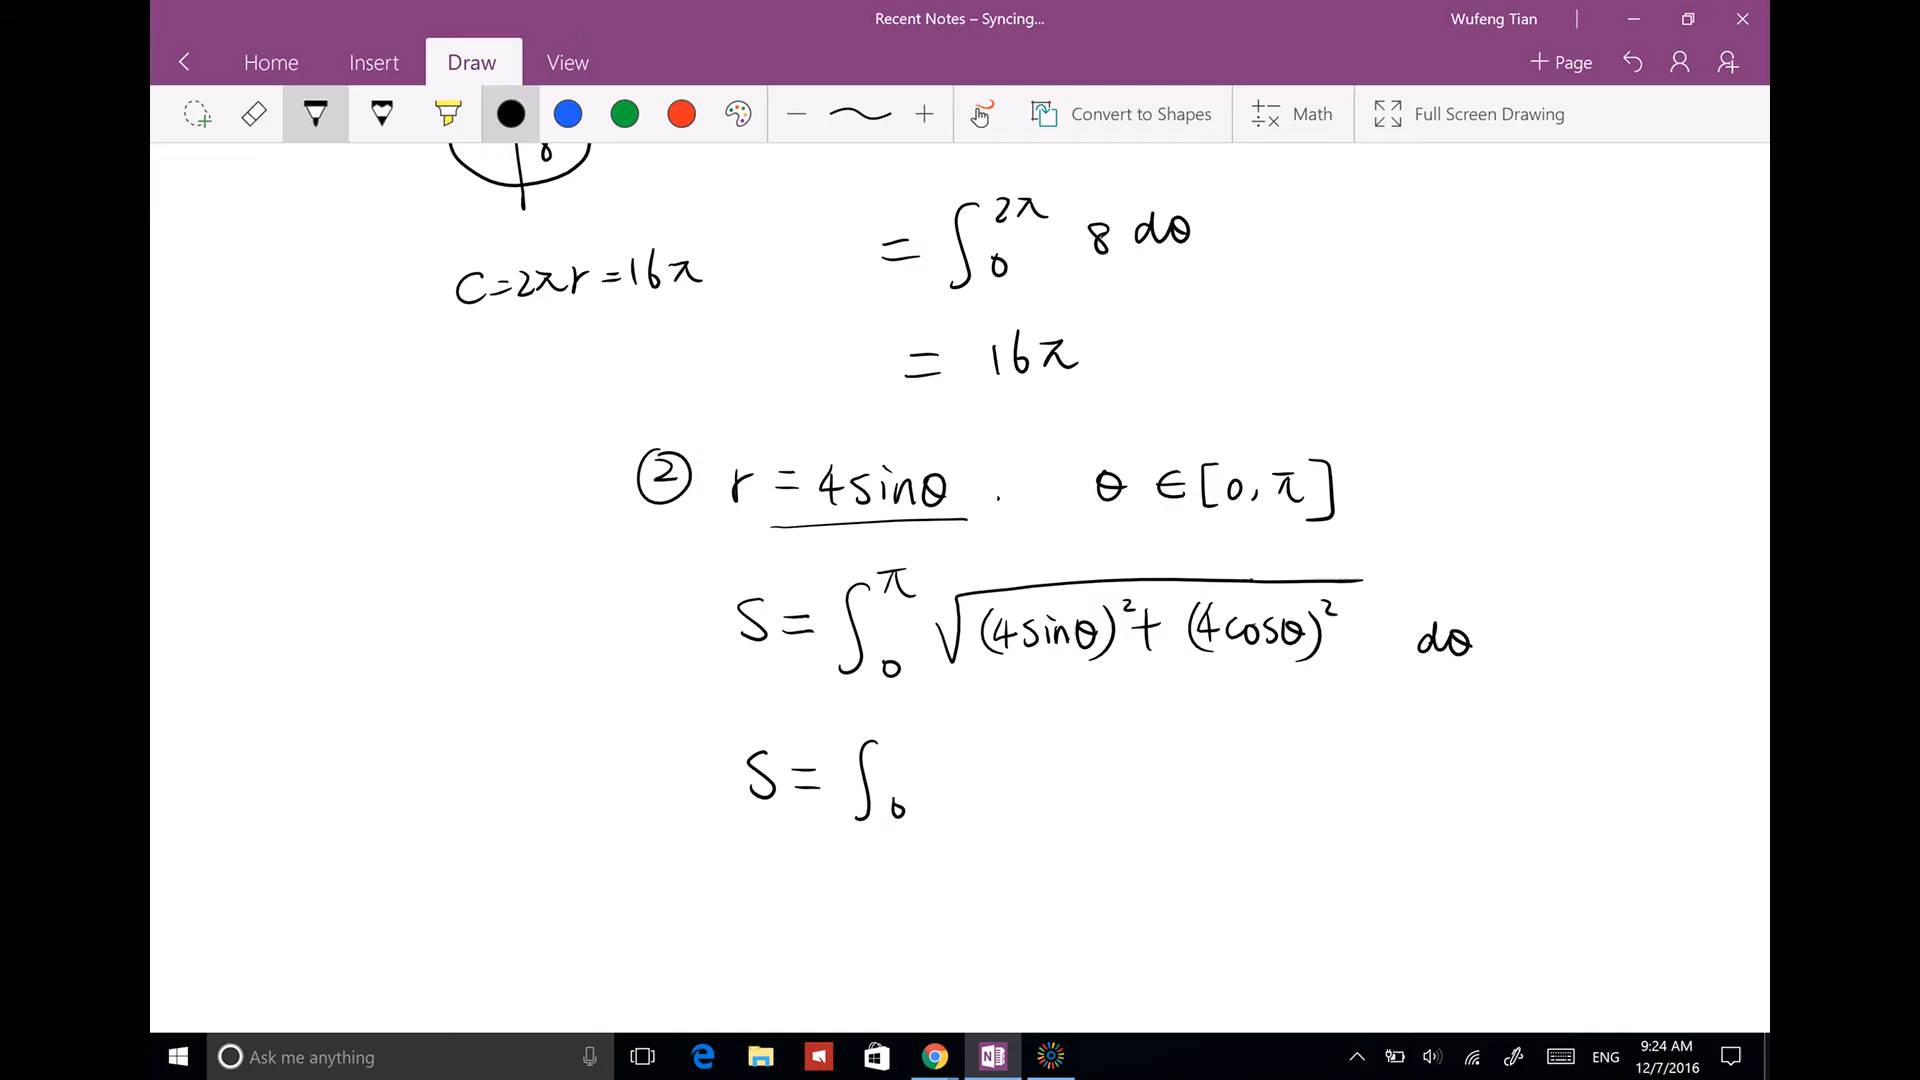 Recent Notes – Syncing...
Wufeng Tian
Home Insert Draw View
Page
Convert to Shapes
Math
Full Screen Drawing
8
C=2πr=16π
= ∫₀^2π 8 dθ
= 16π
② r = 4sinθ . θ ∈ [0, π]
S = ∫₀^π √(4sinθ)² + (4cosθ)² dθ
S = ∫₀
Ask me anything
ENG
9:24 AM
12/7/2016